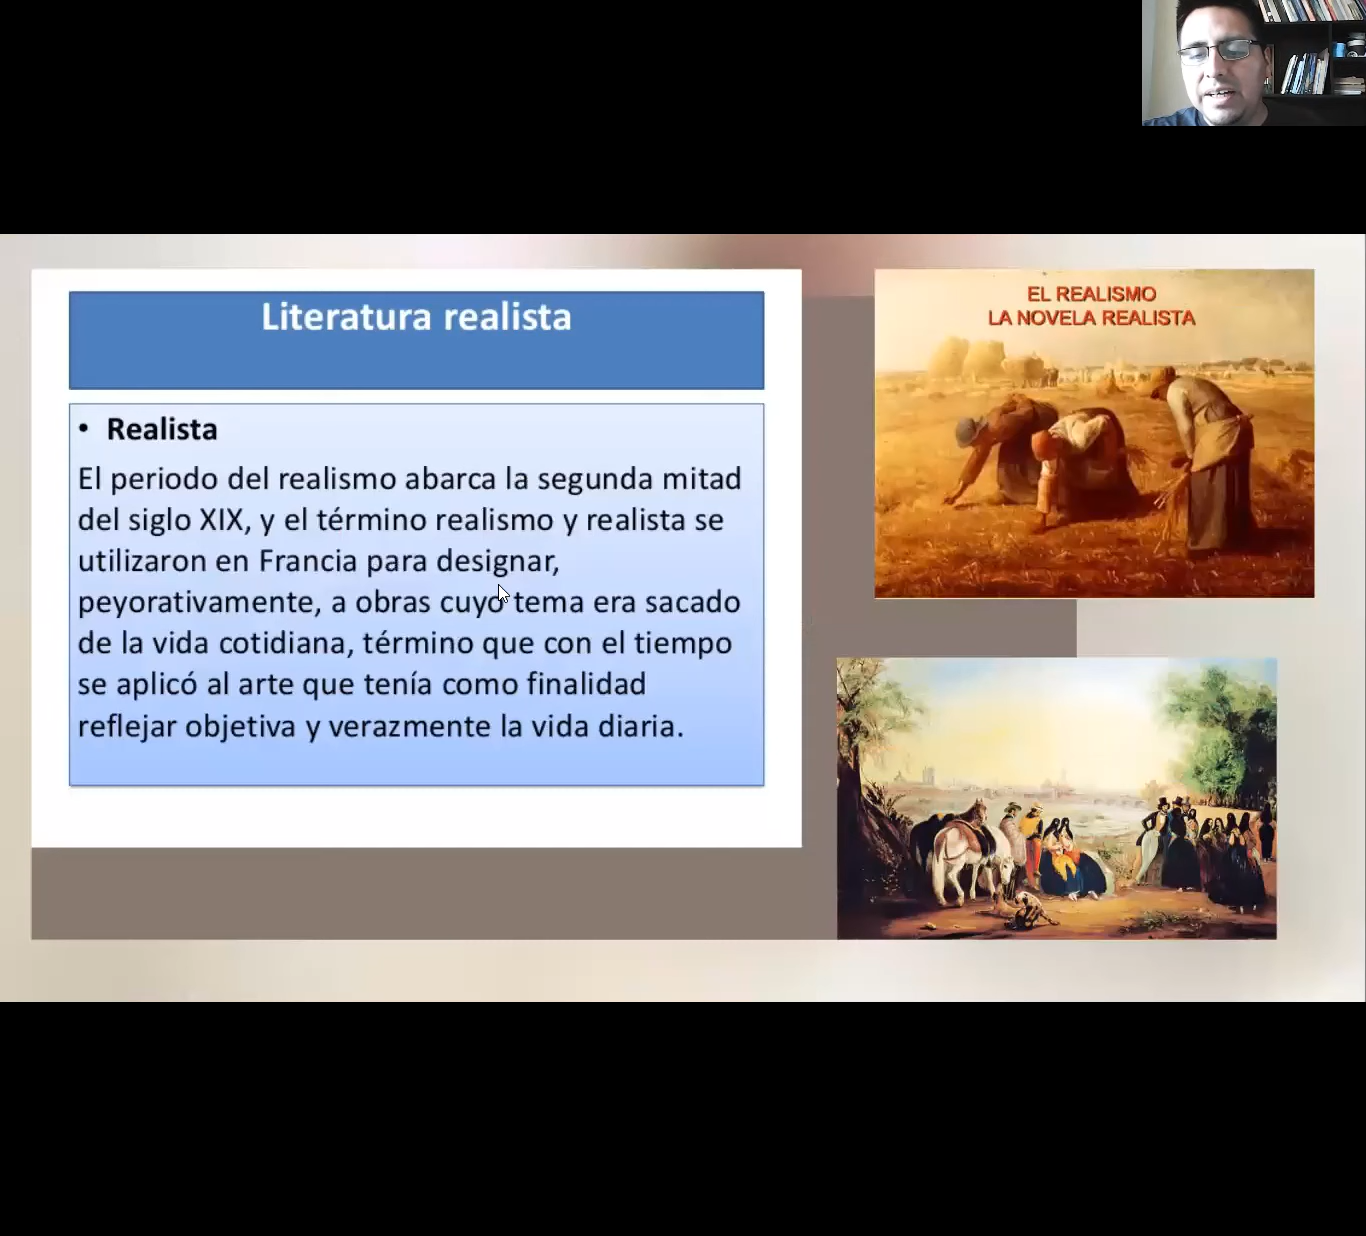 Literatura realista
• Realista
El periodo del realismo abarca la segunda mitad
del siglo XIX, y el término realismo y realista se
utilizaron en Francia para designar,
peyorativamente, a obras cuyo tema era sacado
de la vida cotidiana, término que con el tiempo
se aplicó al arte que tenía como finalidad
reflejar objetiva y verazmente la vida diaria.
EL REALISMO
LA NOVELA REALISTA